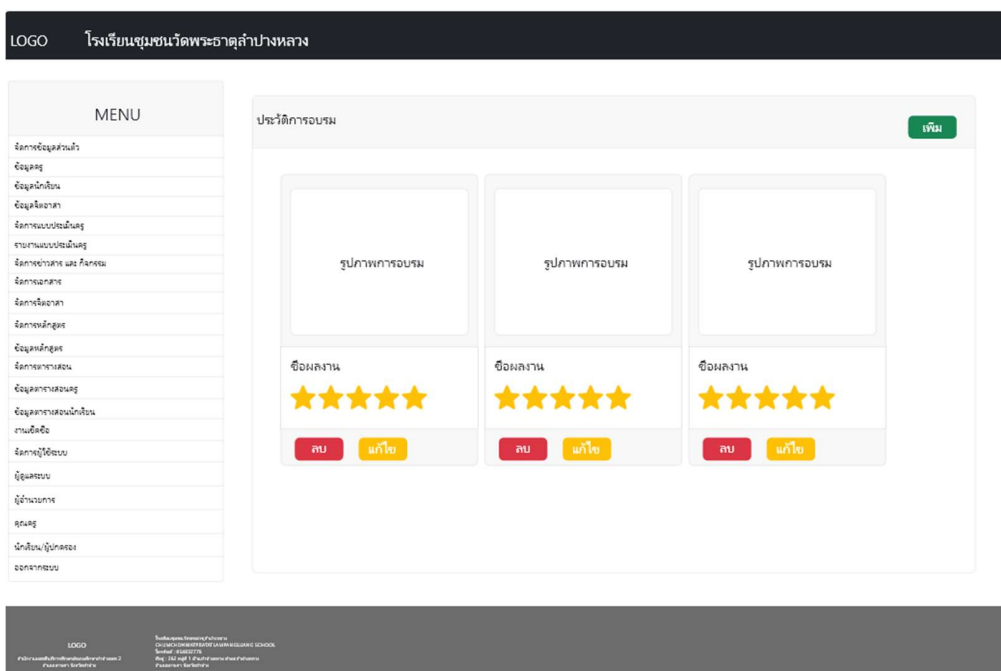 LOGO โรงเรียนชุมชนวัดพระธาตุลำปางหลวง
MENU
จัดการข้อมูลส่วนตัว
ข้อมูลครู
ข้อมูลนักเรียน
ข้อมูลจิตอาสา
จัดการแบบประเมินครู
รายงานแบบประเมินครู
จัดการข่าวสาร และ กิจกรรม
จัดการเอกสาร
จัดการจิตอาสา
จัดการหลักสูตร
ข้อมูลหลักสูตร
จัดการตารางสอน
ข้อมูลตารางสอนครู
ข้อมูลตารางสอนนักเรียน
งานเช็คชื่อ
จัดการผู้ใช้ระบบ
ผู้ดูแลระบบ
ผู้อำนวยการ
คุณครู
นักเรียน/ผู้ปกครอง
ออกจากระบบ
ประวัติการอบรม
เพิ่ม
รูปภาพการอบรม รูปภาพการอบรม รูปภาพการอบรม
ชื่อผลงาน ชื่อผลงาน ชื่อผลงาน
ลบ แก้ไข ลบ แก้ไข ลบ แก้ไข
LOGO